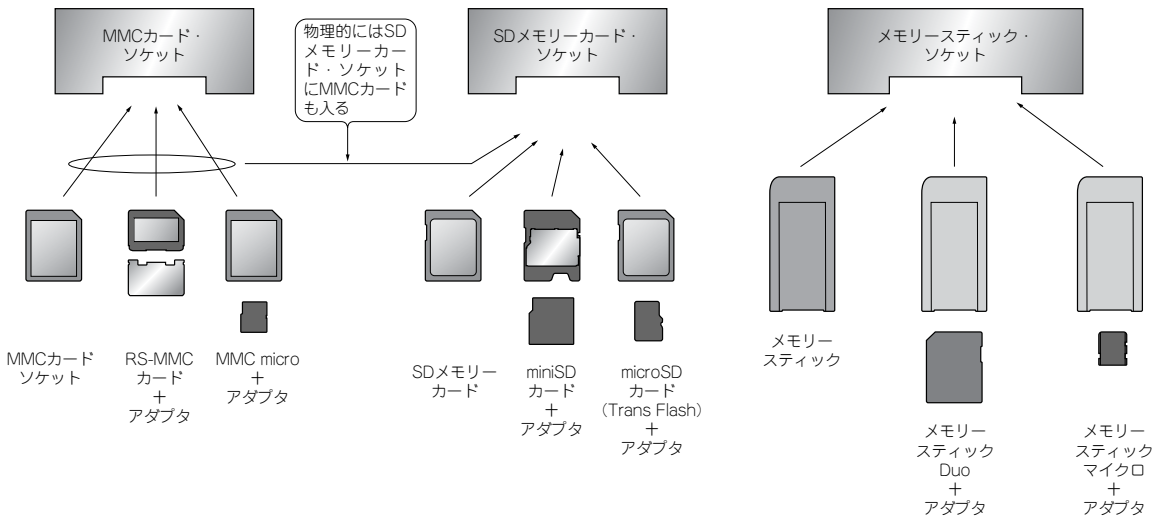 MMCカード・
ソケット
物理的にはSD
メモリーカー
ド・ソケット
にMMCカード
も入る
SDメモリーカード・
ソケット
メモリースティック・
ソケット
MMCカード
ソケット
RS-MMC
カード
+
アダプタ
MMC micro
+
アダプタ
SDメモリー
カード
miniSD
カード
+
アダプタ
microSD
カード
(Trans Flash)
+
アダプタ
メモリー
スティック
メモリー
スティック
Duo
+
アダプタ
メモリー
スティック
マイクロ
+
アダプタ